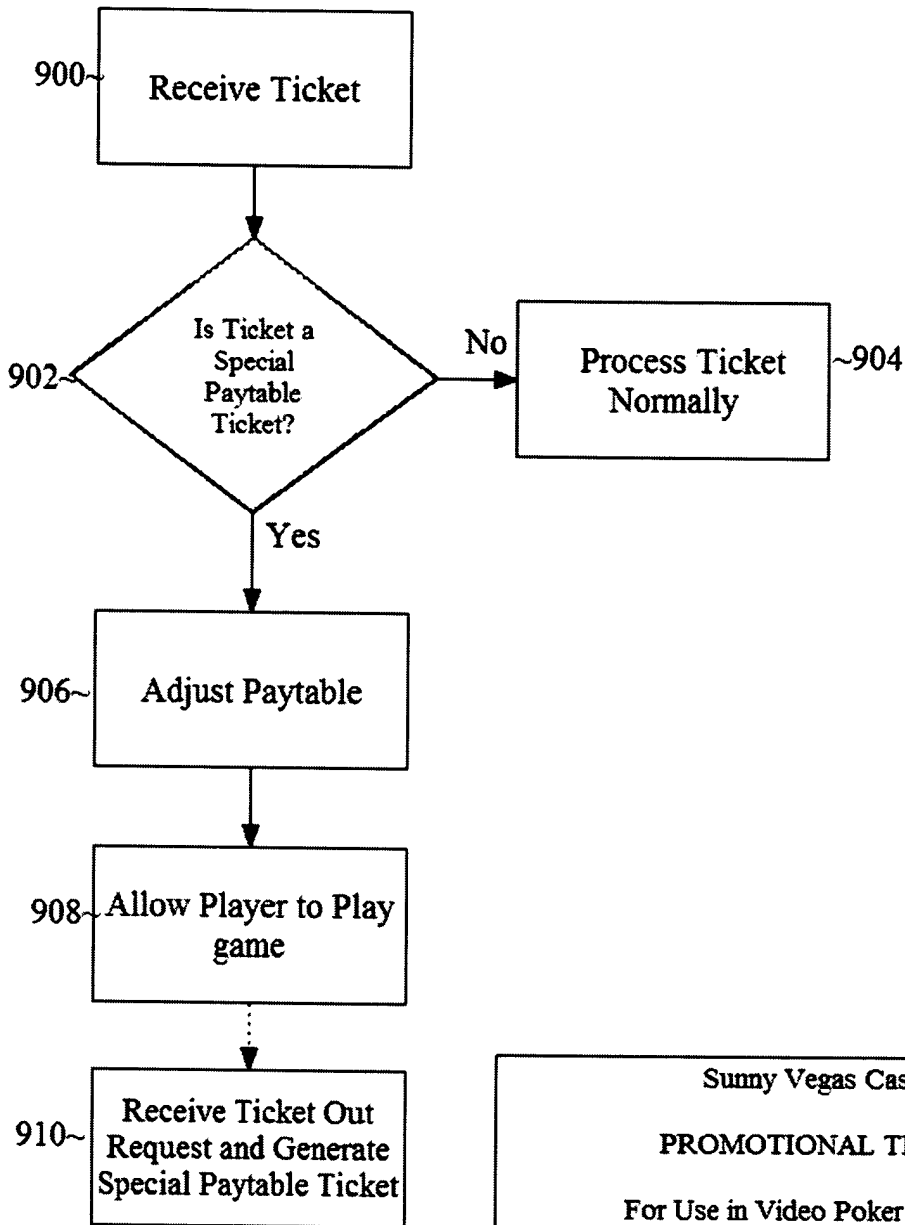 900~
Receive Ticket
Is Ticket a
Special
Paytable
Ticket?
902~
No
Process Ticket
Normally
~904
Yes
906~
Adjust Paytable
908~
Allow Player to Play
game
910~
Receive Ticket Out
Request and Generate
Special Paytable Ticket
Sunny Vegas
PROMOTIONAL
For Use in Video Poker